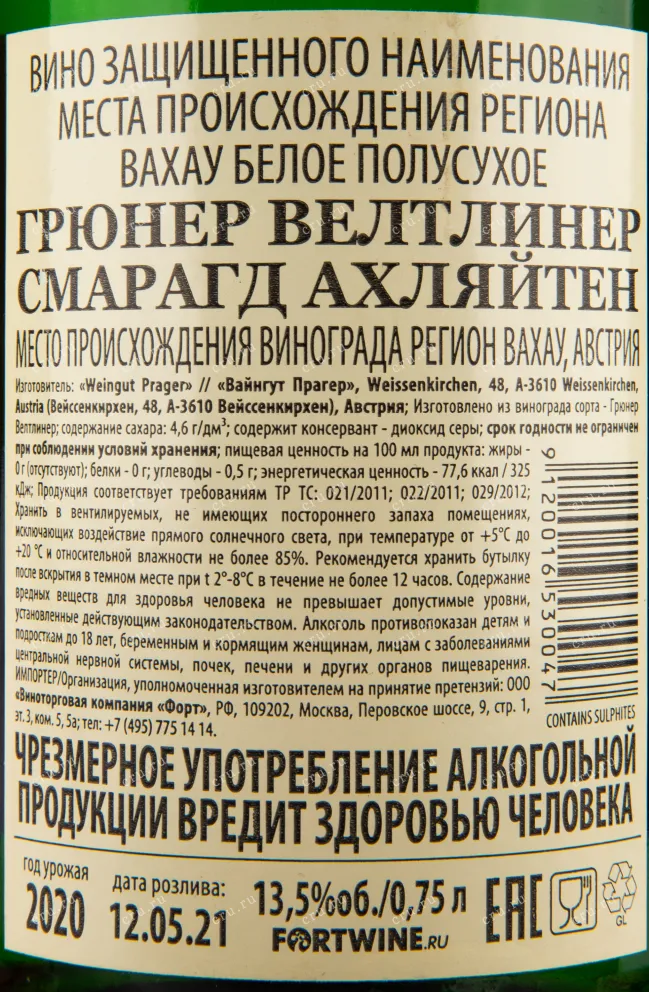 ВИНО ЗАЩИЩЕННОГО НАИМЕНОВАНИЯ
МЕСТА ПРОИСХОЖДЕНИЯ РЕГИОНА
ВАХАУ БЕЛОЕ ПОЛУСУХОЕ
ГРЮНЕР ВЕЛТЛИНЕР
СМАРАГД АХЛЯЙТЕН
МЕСТО ПРОИСХОЖДЕНИЯ ВИНОГРАДА РЕГИОН ВАХАУ, АВСТРИЯ
Изготовитель: «Weingut Prager» // «Вайнгут Прагер», Weissenkirchen, 48, A-3610 Weissenkirchen,
Austria (Вейссенкирхен, 48, А-3610 Вейссенкирхен), Австрия; Изготовлено из винограда сорта - Грюнер
Велтлинер; содержание сахара: 4,6 г/дм³; содержит консервант - диоксид серы; срок годности не ограничен
при соблюдении условий хранения; пищевая ценность на 100 мл продукта: жиры -
0 г (отсутствуют); белки - 0 г; углеводы - 0,5 г; энергетическая ценность - 77,6 ккал / 325
кДж; Продукция соответствует требованиям ТР ТС: 021/2011; 022/2011; 029/2012;
Хранить в вентилируемых, не имеющих постороннего запаха помещениях,
исключающих воздействие прямого солнечного света, при температуре от +5°С до
+20 °С и относительной влажности не более 85%. Рекомендуется хранить бутылку
после вскрытия в темном месте при t 2°-8°С в течение не более 12 часов. Содержание
вредных веществ для здоровья человека не превышает допустимые уровни,
установленные действующим законодательством. Алкоголь противопоказан детям и
подросткам до 18 лет, беременным и кормящим женщинам, лицам с заболеваниями
центральной нервной системы, почек, печени и других органов пищеварения.
ИМПОРТЕР/Организация, уполномоченная изготовителем на принятие претензий: ООО
«Виноторговая компания «Форт», РФ, 109202, Москва, Перовское шоссе, 9, стр. 1,
эт. 3, ком. 5, 5а; тел: +7 (495) 775 14 14.
9 120016 530047
CONTAINS SULPHITES
ЧРЕЗМЕРНОЕ УПОТРЕБЛЕНИЕ АЛКОГОЛЬНОЙ
ПРОДУКЦИИ ВРЕДИТ ЗДОРОВЬЮ ЧЕЛОВЕКА
год урожая
2020
дата розлива:
12.05.21
13,5%об./0,75 л
FORTWINE.RU
EAC
GL